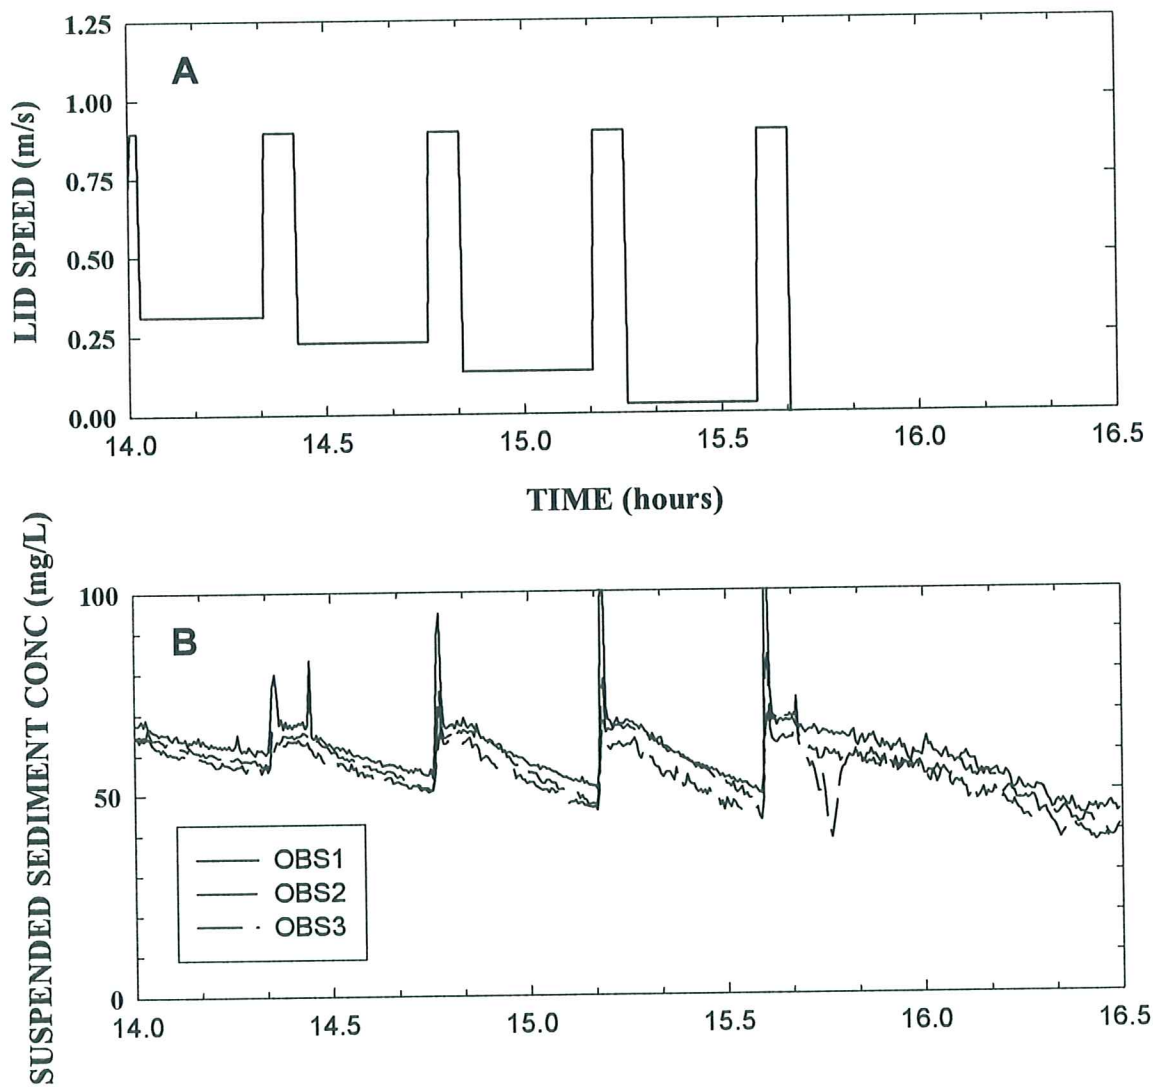 A
LID SPEED (m/s)
1.25
1.00
0.75
0.50
0.25
0.00
14.0 14.5 15.0 15.5 16.0 16.5
TIME (hours)
B
SUSPENDED SEDIMENT CONC (mg/L)
100
50
0
OBS1
OBS2
OBS3
14.0 14.5 15.0 15.5 16.0 16.5